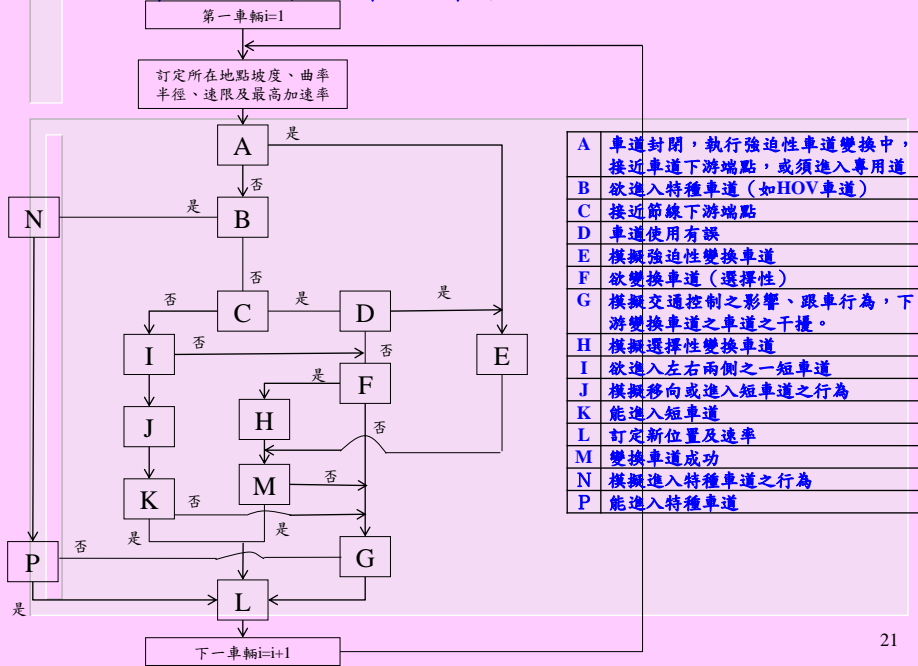 第一車輛i=1
訂定所在地點坡度、曲率
半徑、速限及最高加速率
A
是
否
N
是
B
否
否
C
是
D
是
I
否
否
E
是
F
J
H
否
K
否
M
否
是
是
P
否
G
是
L
下一車輛i=i+1
A 車道封閉，執行強迫性車道變換中，
接近車道下游端點，或須進入專用道
B 欲進入特種車道（如HOV車道）
C 接近節線下游端點
D 車道使用有誤
E 模擬強迫性變換車道
F 欲變換車道（選擇性）
G 模擬交通控制之影響、跟車行為，下
游變換車道之車道之干擾。
H 模擬選擇性變換車道
I 欲進入左右兩側之一短車道
J 模擬移向或進入短車道之行為
K 能進入短車道
L 訂定新位置及速率
M 變換車道成功
N 模擬進入特種車道之行為
P 能進入特種車道
21